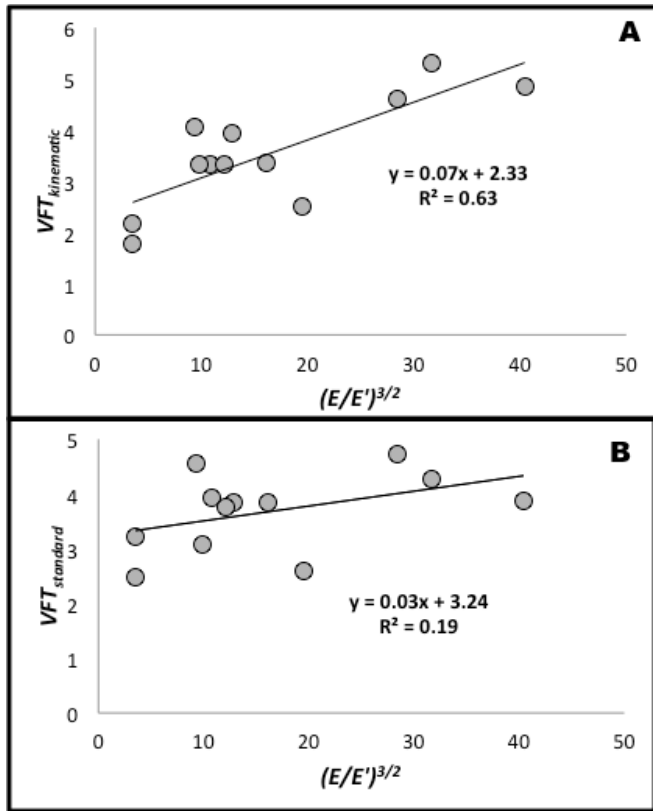 A
6
5
4
3
2
1
0
VFTkinematic
y = 0.07x + 2.33
R² = 0.63
0 10 20 30 40 50
(E/E')3/2
B
5
4
3
2
1
0
VFTstandard
y = 0.03x + 3.24
R² = 0.19
0 10 20 30 40 50
(E/E')3/2